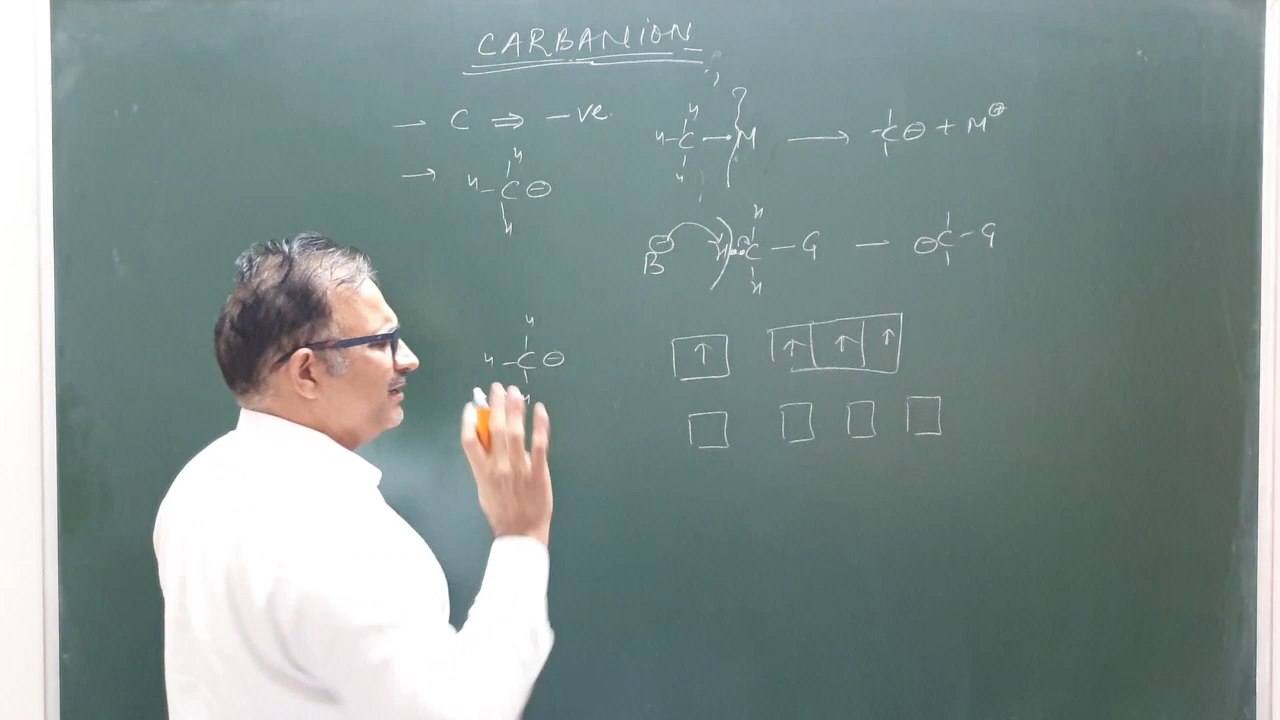 CARBANION
→ C ⇒ -ve
→ H H-C⊖ H
H H-C-M H → -C⊖ + M⊕
B⊖ H C H H -G — ⊖C-G
H H-C⊖ H
↑ ↑ ↑ ↑